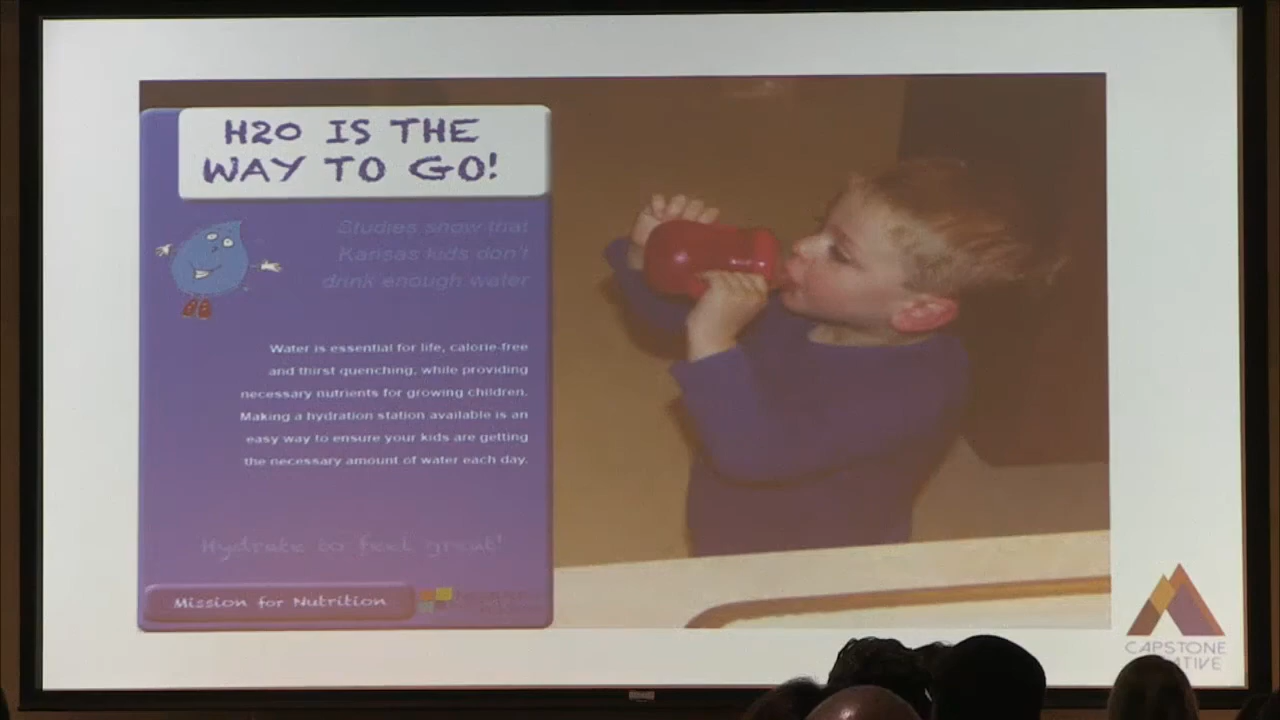 H2O IS THE
WAY TO GO!
Studies show that
Kansas kids don't
drink enough water
Water is essential for life, calorie-free
and thirst quenching, while providing
necessary nutrients for growing children.
Making a hydration station available is an
easy way to ensure your kids are getting
the necessary amount of water each day.
Hydrate to feel great!
Mission for Nutrition
CAPSTONE